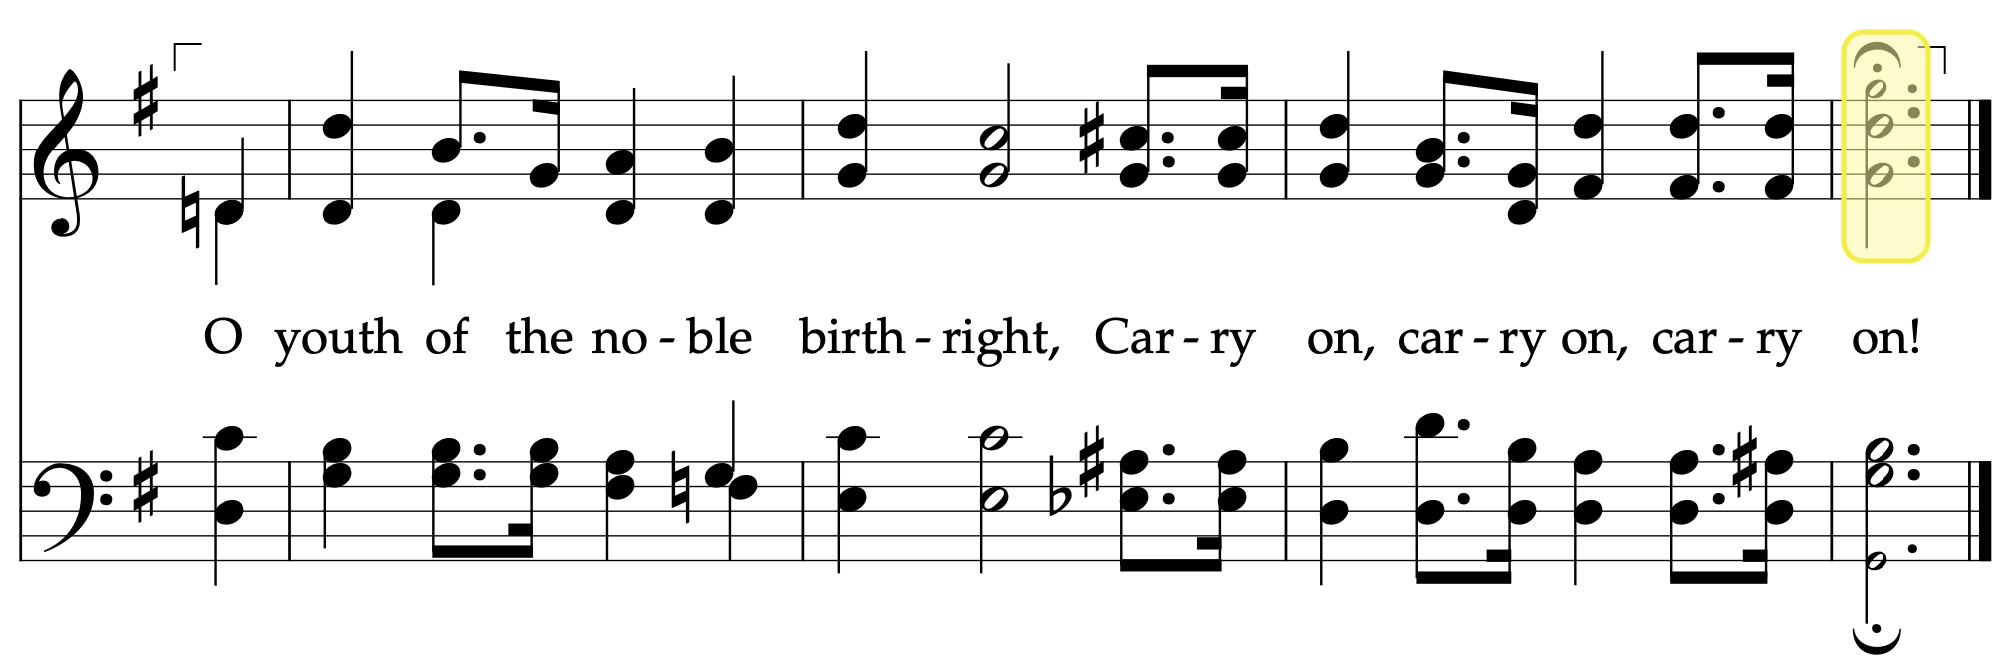 O youth of the no - ble birth - right, Car - ry on, car - ry on, car - ry on!